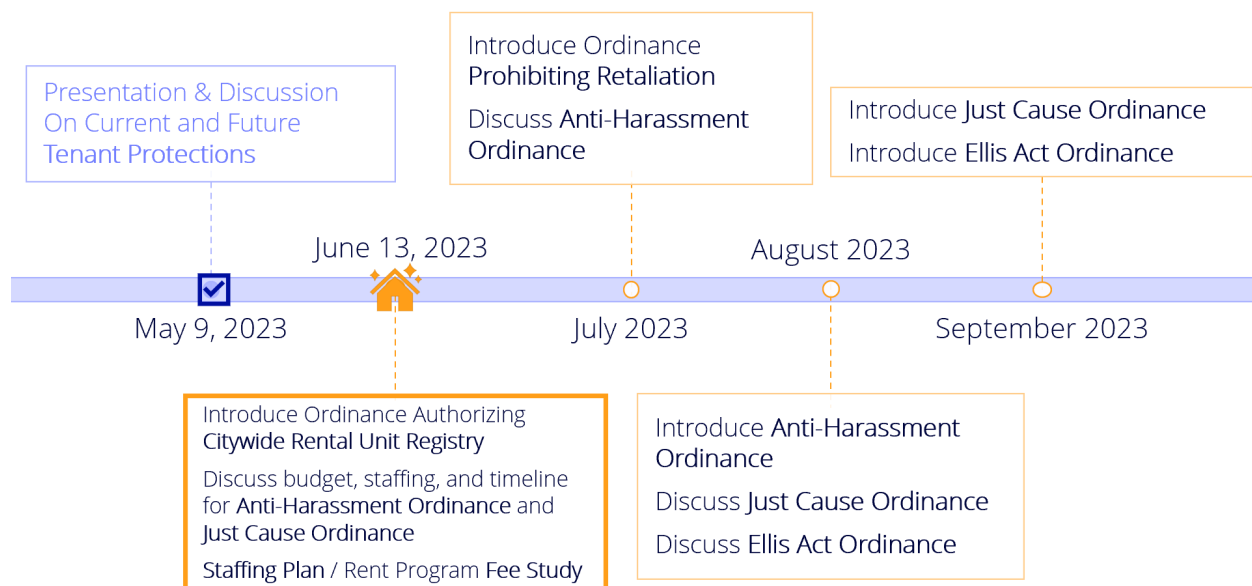 Presentation & Discussion
On Current and Future
Tenant Protections
May 9, 2023
June 13, 2023
Introduce Ordinance Authorizing
Citywide Rental Unit Registry
Discuss budget, staffing, and timeline
for Anti-Harassment Ordinance and
Just Cause Ordinance
Staffing Plan / Rent Program Fee Study
Introduce Ordinance
Prohibiting Retaliation
Discuss Anti-Harassment
Ordinance
July 2023
August 2023
Introduce Anti-Harassment
Ordinance
Discuss Just Cause Ordinance
Discuss Ellis Act Ordinance
Introduce Just Cause Ordinance
Introduce Ellis Act Ordinance
September 2023